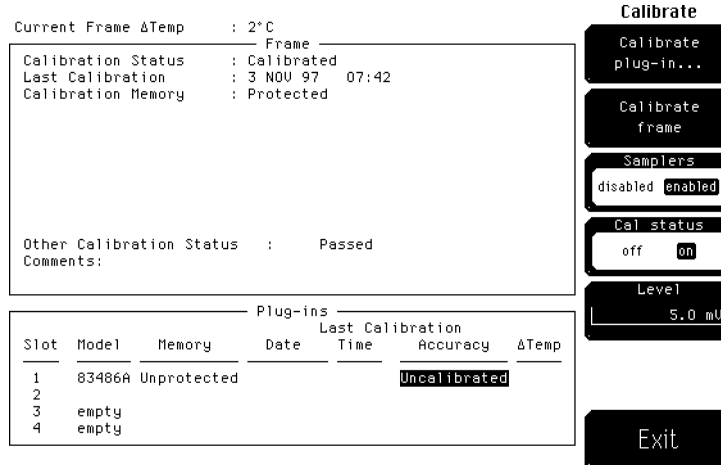 Current Frame ΔTemp : 2°C
Frame
Calibration Status : Calibrated
Last Calibration : 3 NOV 97 07:42
Calibration Memory : Protected
Other Calibration Status : Passed
Comments:
Plug-ins
Last Calibration
Slot Model Memory Date Time Accuracy ΔTemp
1 83486A Unprotected Uncalibrated
2
3 empty
4 empty
Calibrate
Calibrate
plug-in...
Calibrate
frame
Samplers
disabled enabled
Cal status
off on
Level
5.0 mV
Exit